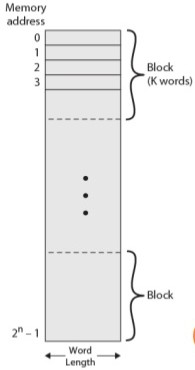 Memory
address
0
1
2
3
Block
(K words)
Block
2ⁿ – 1
Word
Length